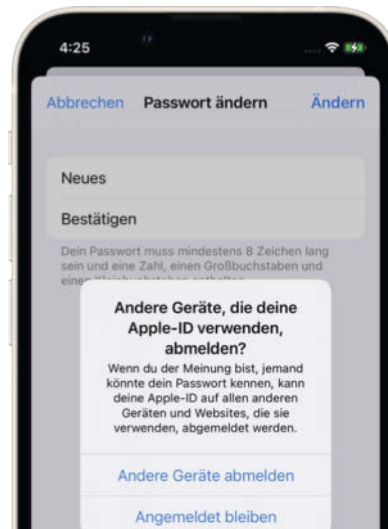 4:25
Abbrechen Passwort ändern Ändern
Neues
Bestätigen
Dein Passwort muss mindestens 8 Zeichen lang
sein und eine Zahl, einen Großbuchstaben und
einen Kleinbuchstaben enthalten.
Andere Geräte, die deine
Apple-ID verwenden,
abmelden?
Wenn du der Meinung bist, jemand
könnte dein Passwort kennen, kann
deine Apple-ID auf allen anderen
Geräten und Websites, die sie
verwenden, abgemeldet werden.
Andere Geräte abmelden
Angemeldet bleiben